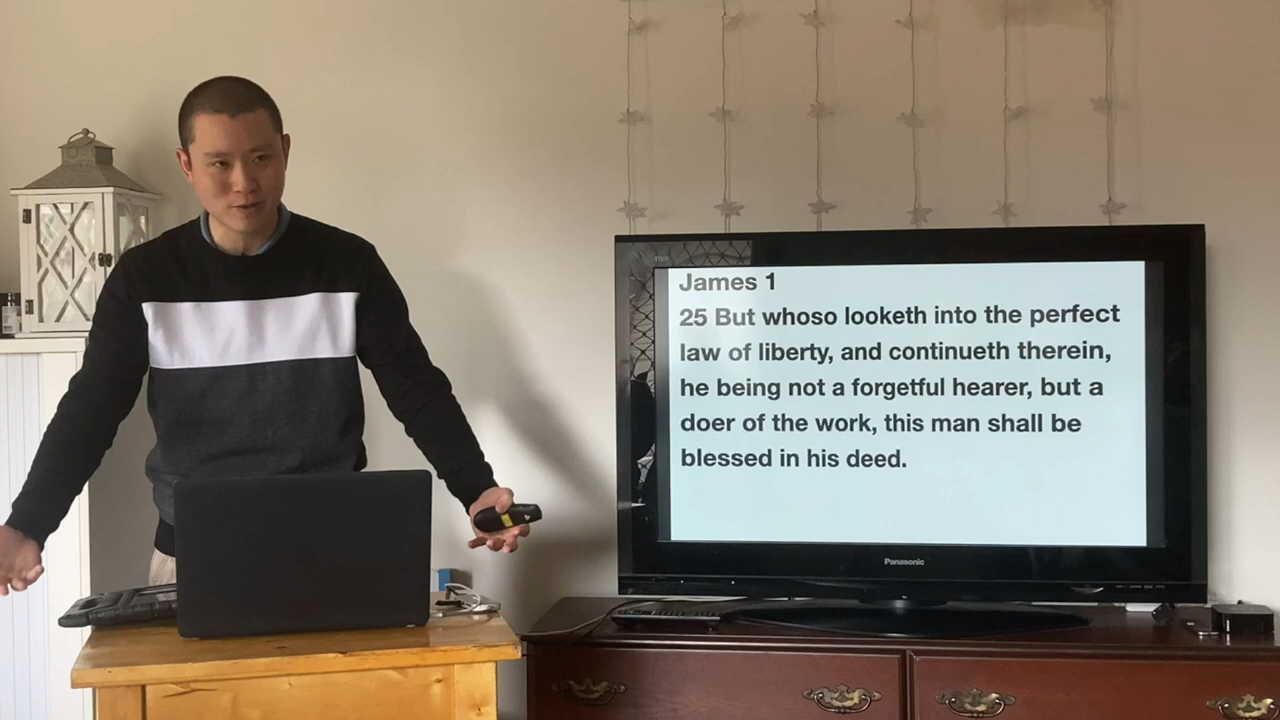 James 1
25 But whoso looketh into the perfect
law of liberty, and continueth therein,
he being not a forgetful hearer, but a
doer of the work, this man shall be
blessed in his deed.
Panasonic